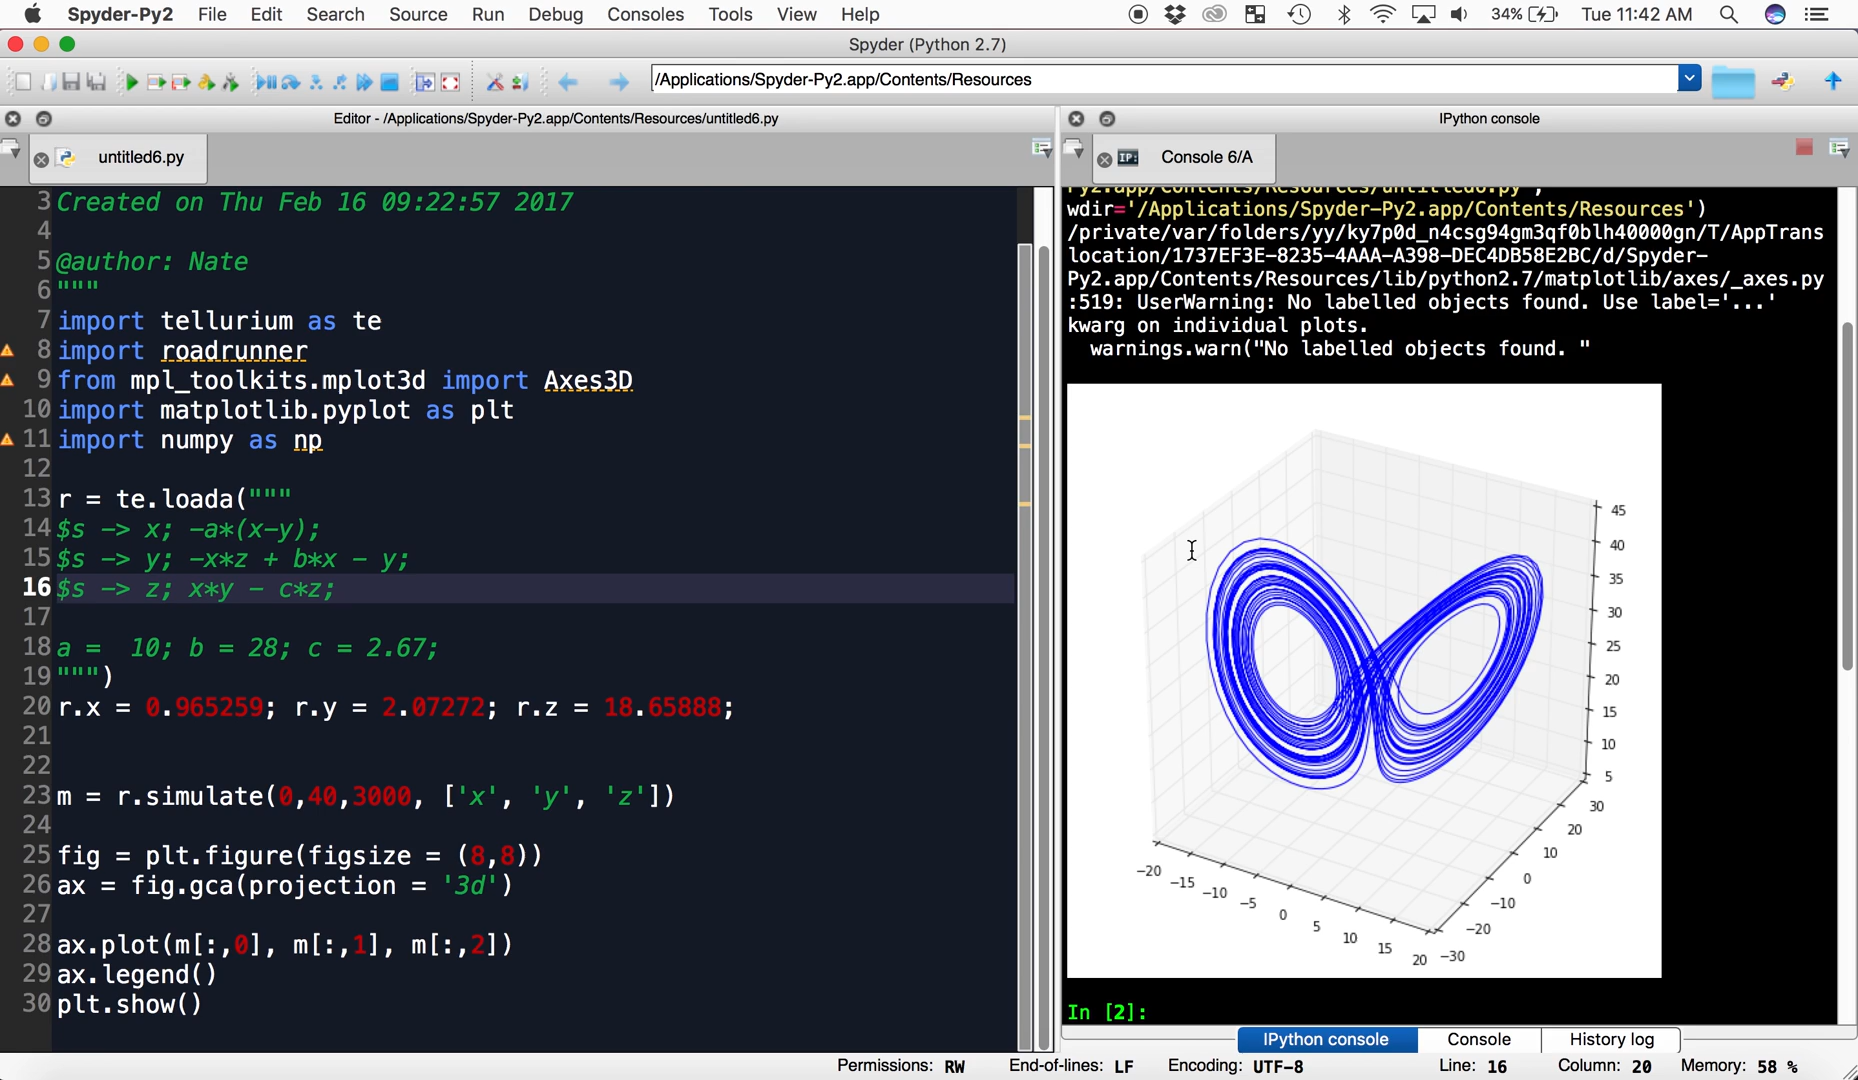 Spyder-Py2 File Edit Search Source Run Debug Consoles Tools View Help 34% Tue 11:42 AM
Spyder (Python 2.7)
/Applications/Spyder-Py2.app/Contents/Resources
Editor - /Applications/Spyder-Py2.app/Contents/Resources/untitled6.py
untitled6.py
3 Created on Thu Feb 16 09:22:57 2017
4
5 @author: Nate
6 """
7 import tellurium as te
8 import roadrunner
9 from mpl_toolkits.mplot3d import Axes3D
10 import matplotlib.pyplot as plt
11 import numpy as np
12
13 r = te.loada("""
14 $s -> x; -a*(x-y);
15 $s -> y; -x*z + b*x - y;
16 $s -> z; x*y - c*z;
17
18 a =  10; b = 28; c = 2.67;
19 """)
20 r.x = 0.965259; r.y = 2.07272; r.z = 18.65888;
21
22
23 m = r.simulate(0,40,3000, ['x', 'y', 'z'])
24
25 fig = plt.figure(figsize = (8,8))
26 ax = fig.gca(projection = '3d')
27
28 ax.plot(m[:,0], m[:,1], m[:,2])
29 ax.legend()
30 plt.show()
IPython console
IP: Console 6/A
Py2.app/Contents/Resources/untitled6.py',
wdir='/Applications/Spyder-Py2.app/Contents/Resources')
/private/var/folders/yy/ky7p0d_n4csg94gm3qf0blh40000gn/T/AppTrans
location/1737EF3E-8235-4AAA-A398-DEC4DB58E2BC/d/Spyder-
Py2.app/Contents/Resources/lib/python2.7/matplotlib/axes/_axes.py
:519: UserWarning: No labelled objects found. Use label='...'
kwarg on individual plots.
warnings.warn("No labelled objects found. "
45
40
35
30
25
20
15
10
5
30
20
10
0
-10
-20
-30
-20
-15
-10
-5
0
5
10
15
20
In [2]:
IPython console Console History log
Permissions: RW End-of-lines: LF Encoding: UTF-8 Line: 16 Column: 20 Memory: 58 %